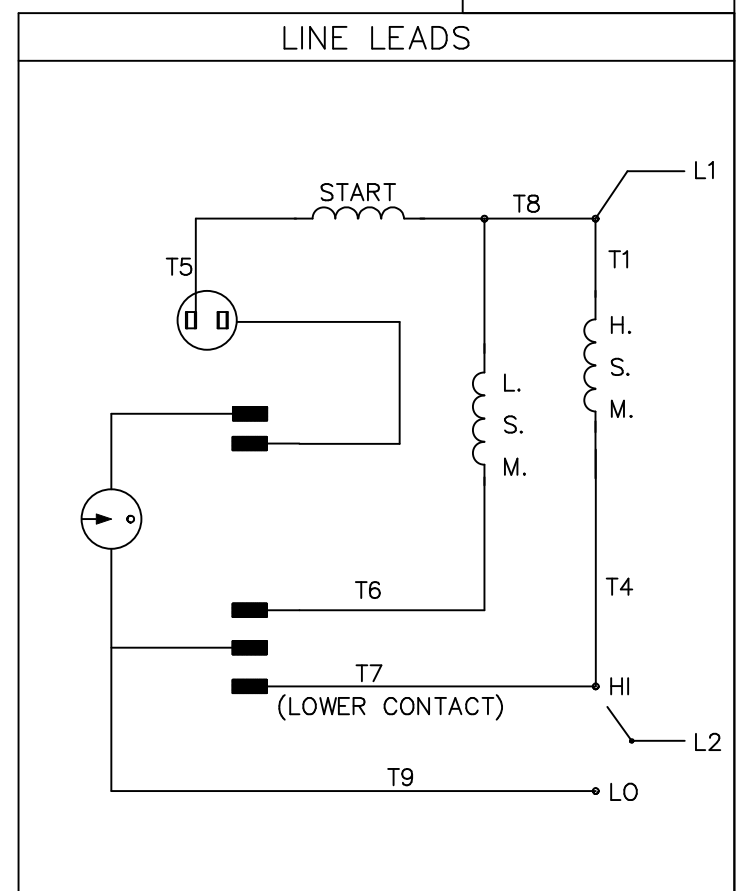 LINE LEADS
L1
START
T8
T1
T5
H.
S.
M.
L.
S.
M.
T6
T4
T7
HI
(LOWER CONTACT)
L2
T9
LO